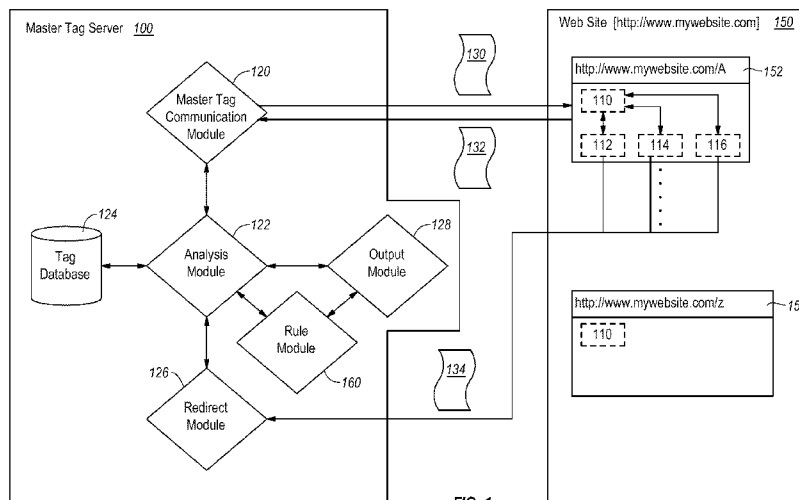 Master Tag Server 100
Web Site [http://www.mywebsite.com] 150
120
130
http://www.mywebsite.com/A
152
Master Tag
Communication
Module
110
132
112
114
116
124
122
128
Tag
Database
Analysis
Module
Output
Module
http://www.mywebsite.com/z
15
110
Rule
Module
126
134
160
Redirect
Module